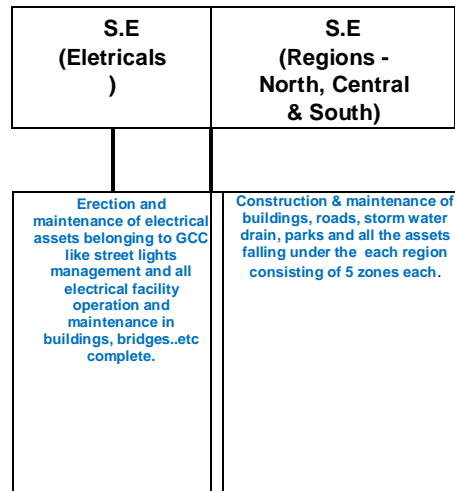 S.E
(Eletricals
)
S.E
(Regions -
North, Central
& South)
Erection and
maintenance of electrical
assets belonging to GCC
like street lights
management and all
electrical facility
operation and
maintenance in
buildings, bridges..etc
complete.
Construction & maintenance of
buildings, roads, storm water
drain, parks and all the assets
falling under the  each region
consisting of 5 zones each.